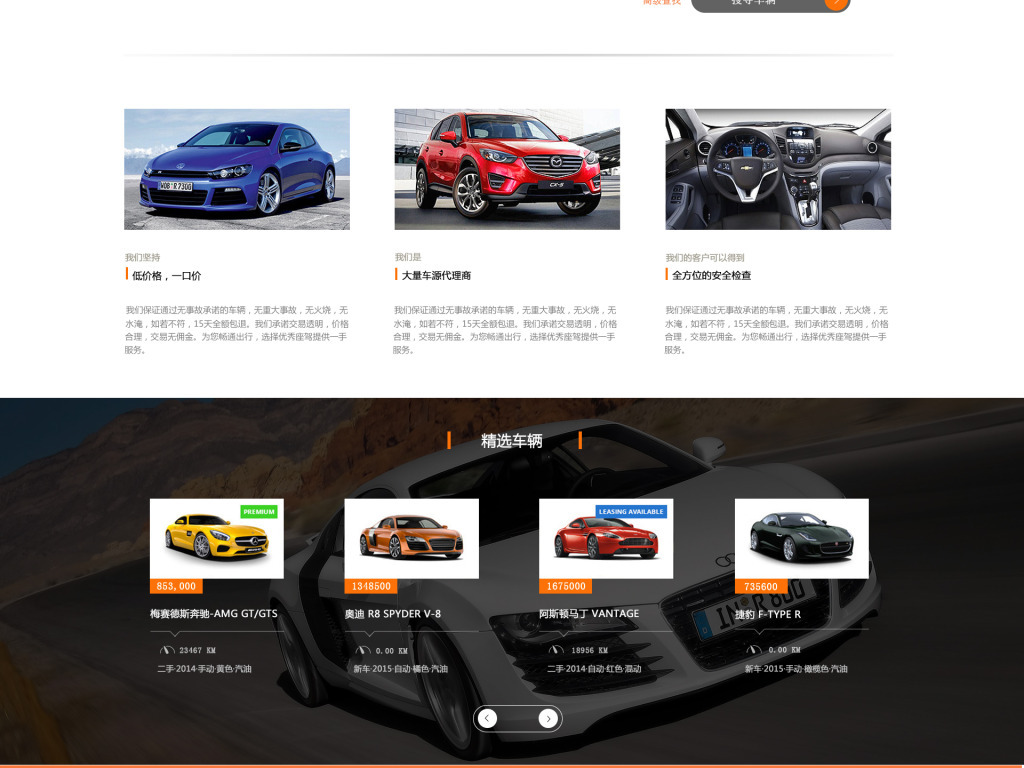 高级查找
搜寻车辆
WOB R 7300
CX-5
我们坚持
低价格，一口价
我们保证通过无事故承诺的车辆，无重大事故，无火烧，无
水淹，如若不符，15天全额包退。我们承诺交易透明，价格
合理，交易无佣金。为您畅通出行，选择优秀座驾提供一手
服务。
我们是
大量车源代理商
我们保证通过无事故承诺的车辆，无重大事故，无火烧，无
水淹，如若不符，15天全额包退。我们承诺交易透明，价格
合理，交易无佣金。为您畅通出行，选择优秀座驾提供一手
服务。
我们的客户可以得到
全方位的安全检查
我们保证通过无事故承诺的车辆，无重大事故，无火烧，无
水淹，如若不符，15天全额包退。我们承诺交易透明，价格
合理，交易无佣金。为您畅通出行，选择优秀座驾提供一手
服务。
精选车辆
PREMIUM
853,000
梅赛德斯奔驰-AMG GT/GTS
23467 KM
二手·2014·手动·黄色·汽油
1348500
奥迪 R8 SPYDER V-8
0.00 KM
新车·2015·自动·橘色·汽油
LEASING AVAILABLE
1675000
阿斯顿马丁 VANTAGE
18956 KM
二手·2014·自动·红色·混动
735600
捷豹 F-TYPE R
0.00 KM
新车·2015·手动·橄榄色·汽油
IN R 800